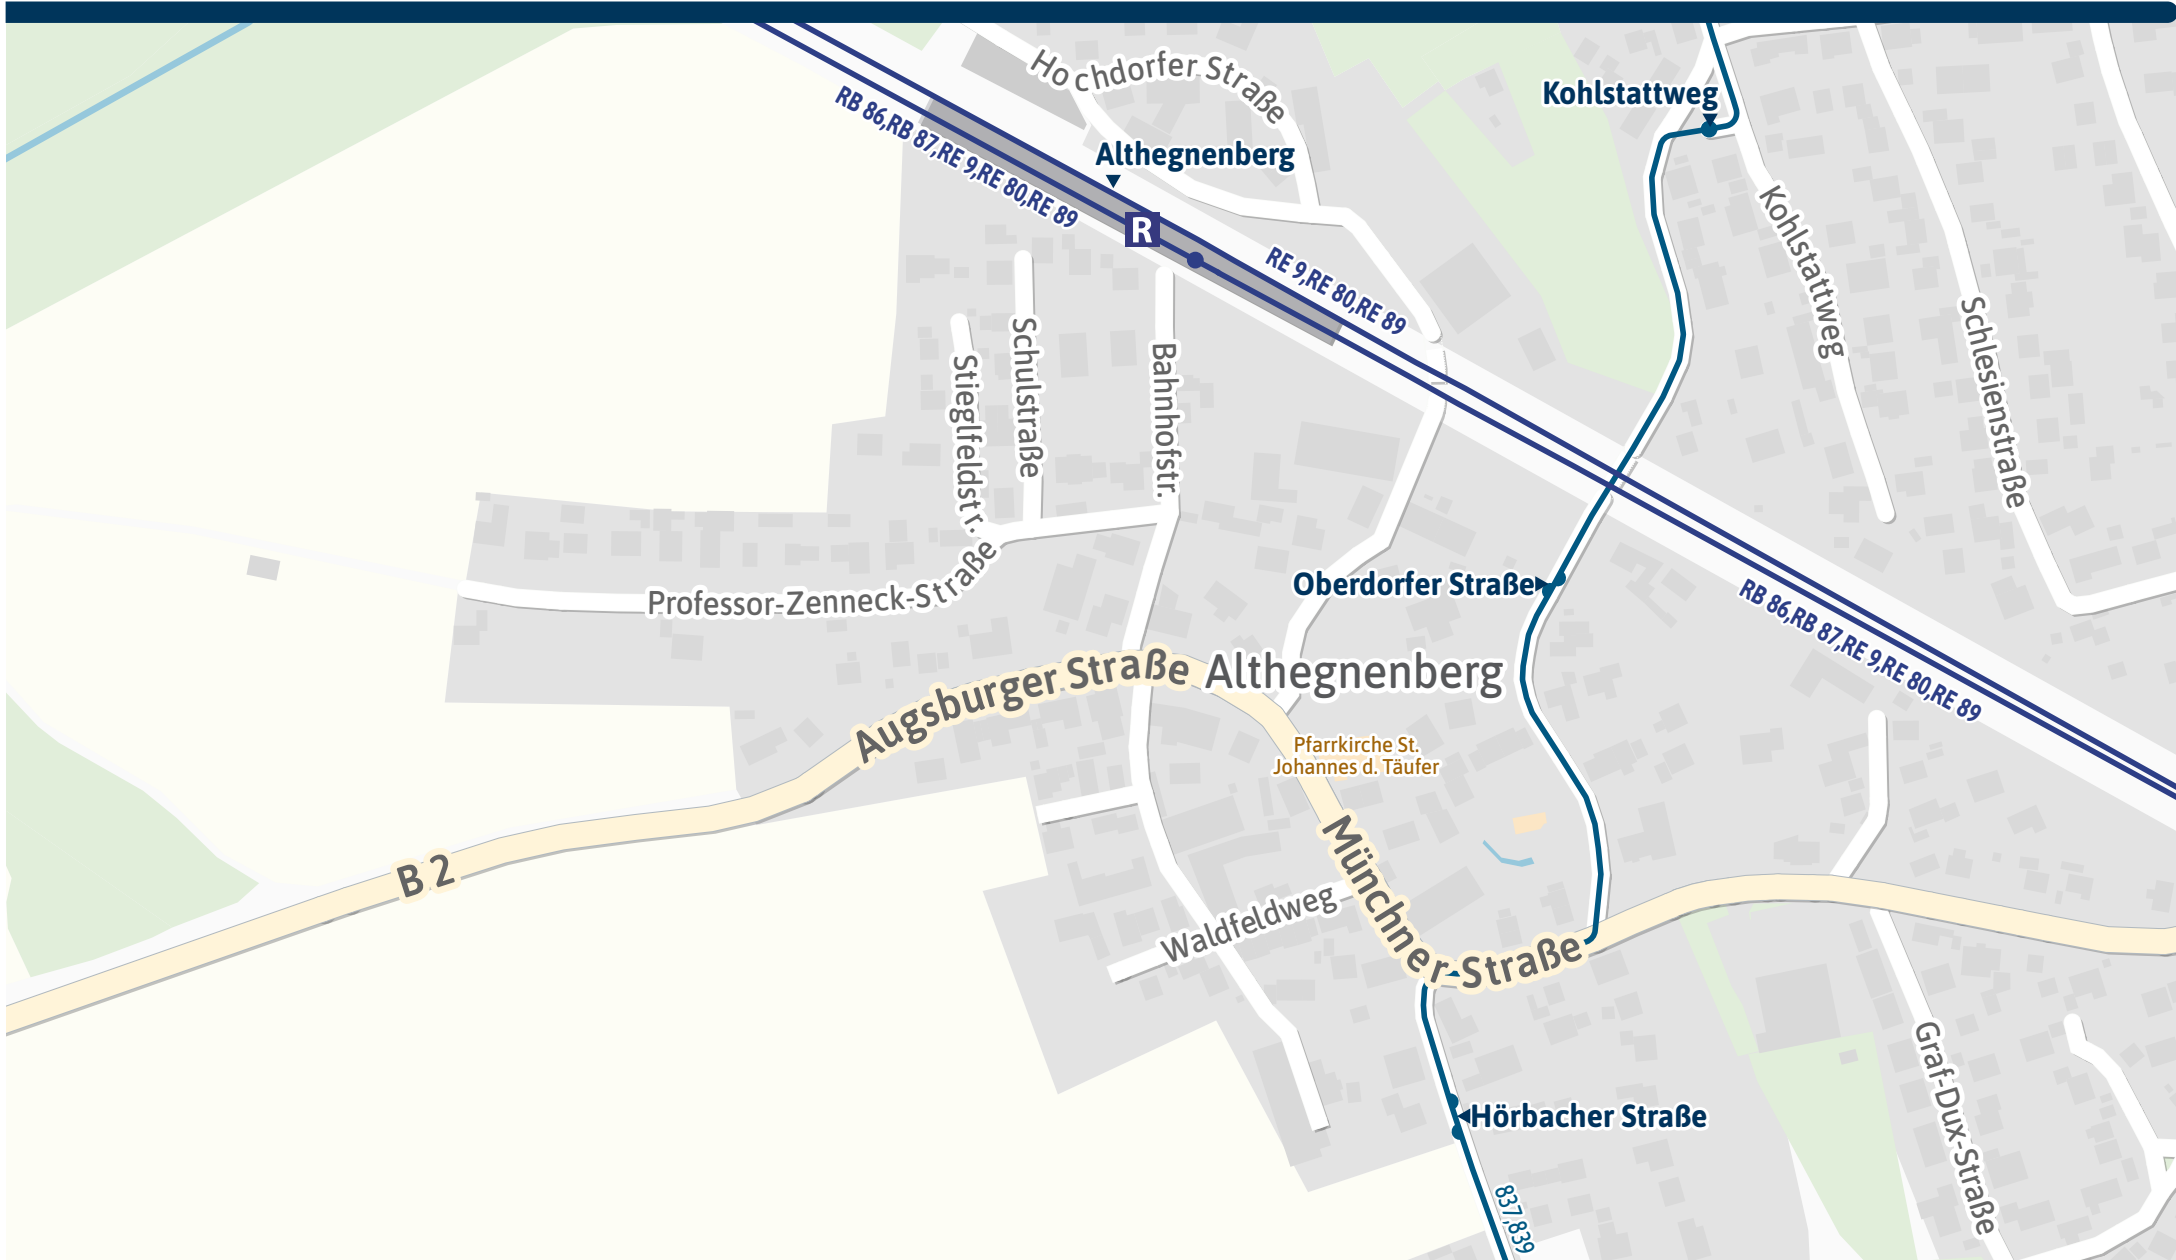 Hochdorfer Straße
Kohlstattweg
RB 86,RB 87,RE 9,RE 80,RE 89
Althegnenberg
R
RE 9,RE 80,RE 89
Kohlstattweg
Schlesienstraße
Schulstraße
Stieglfeldstr.
Bahnhofstr.
Professor-Zenneck-Straße
Oberdorfer Straße
RB 86,RB 87,RE 9,RE 80,RE 89
Augsburger Straße
Althegnenberg
Pfarrkirche St.
Johannes d. Täufer
B 2
Münchner Straße
Waldfeldweg
Graf-Dux-Straße
Hörbacher Straße
837,839